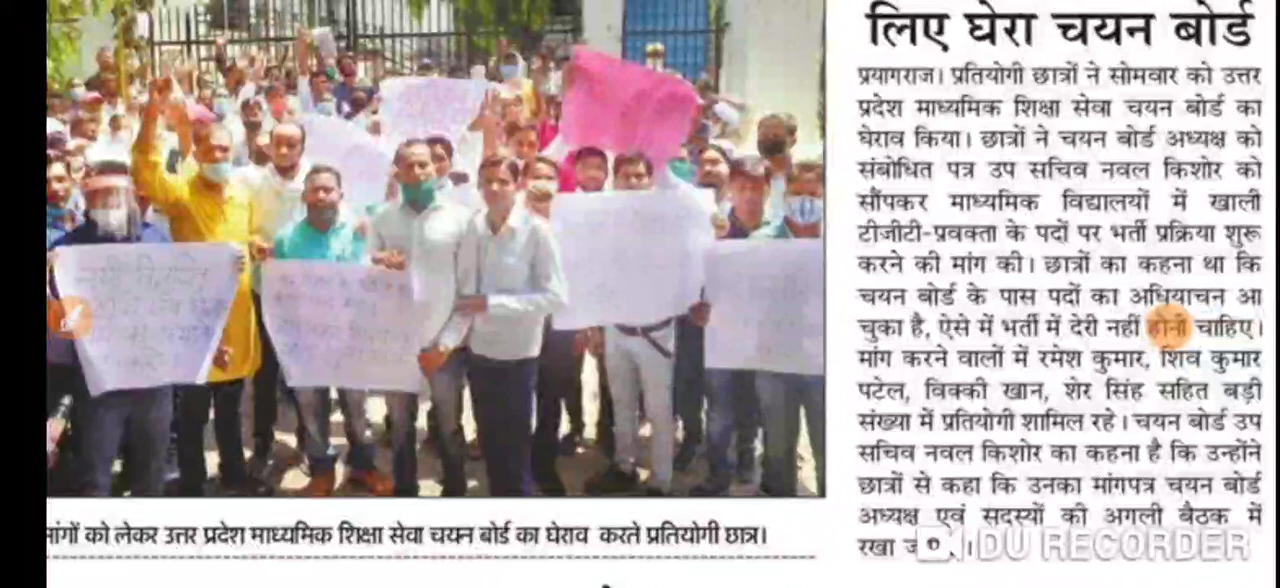 लिए घेरा चयन बोर्ड
प्रयागराज। प्रतियोगी छात्रों ने सोमवार को उत्तर
प्रदेश माध्यमिक शिक्षा सेवा चयन बोर्ड का
घेराव किया। छात्रों ने चयन बोर्ड अध्यक्ष को
संबोधित पत्र उप सचिव नवल किशोर को
सौंपकर माध्यमिक विद्यालयों में खाली
टीजीटी-प्रवक्ता के पदों पर भर्ती प्रक्रिया शुरू
करने की मांग की। छात्रों का कहना था कि
चयन बोर्ड के पास पदों का अधियाचन आ
चुका है, ऐसे में भर्ती में देरी नहीं होनी चाहिए।
मांग करने वालों में रमेश कुमार, शिव कुमार
पटेल, विक्की खान, शेर सिंह सहित बड़ी
संख्या में प्रतियोगी शामिल रहे। चयन बोर्ड उप
सचिव नवल किशोर का कहना है कि उन्होंने
छात्रों से कहा कि उनका मांगपत्र चयन बोर्ड
अध्यक्ष एवं सदस्यों की अगली बैठक में
रखा
DU RECORDER
मांगों को लेकर उत्तर प्रदेश माध्यमिक शिक्षा सेवा चयन बोर्ड का घेराव करते प्रतियोगी छात्र।